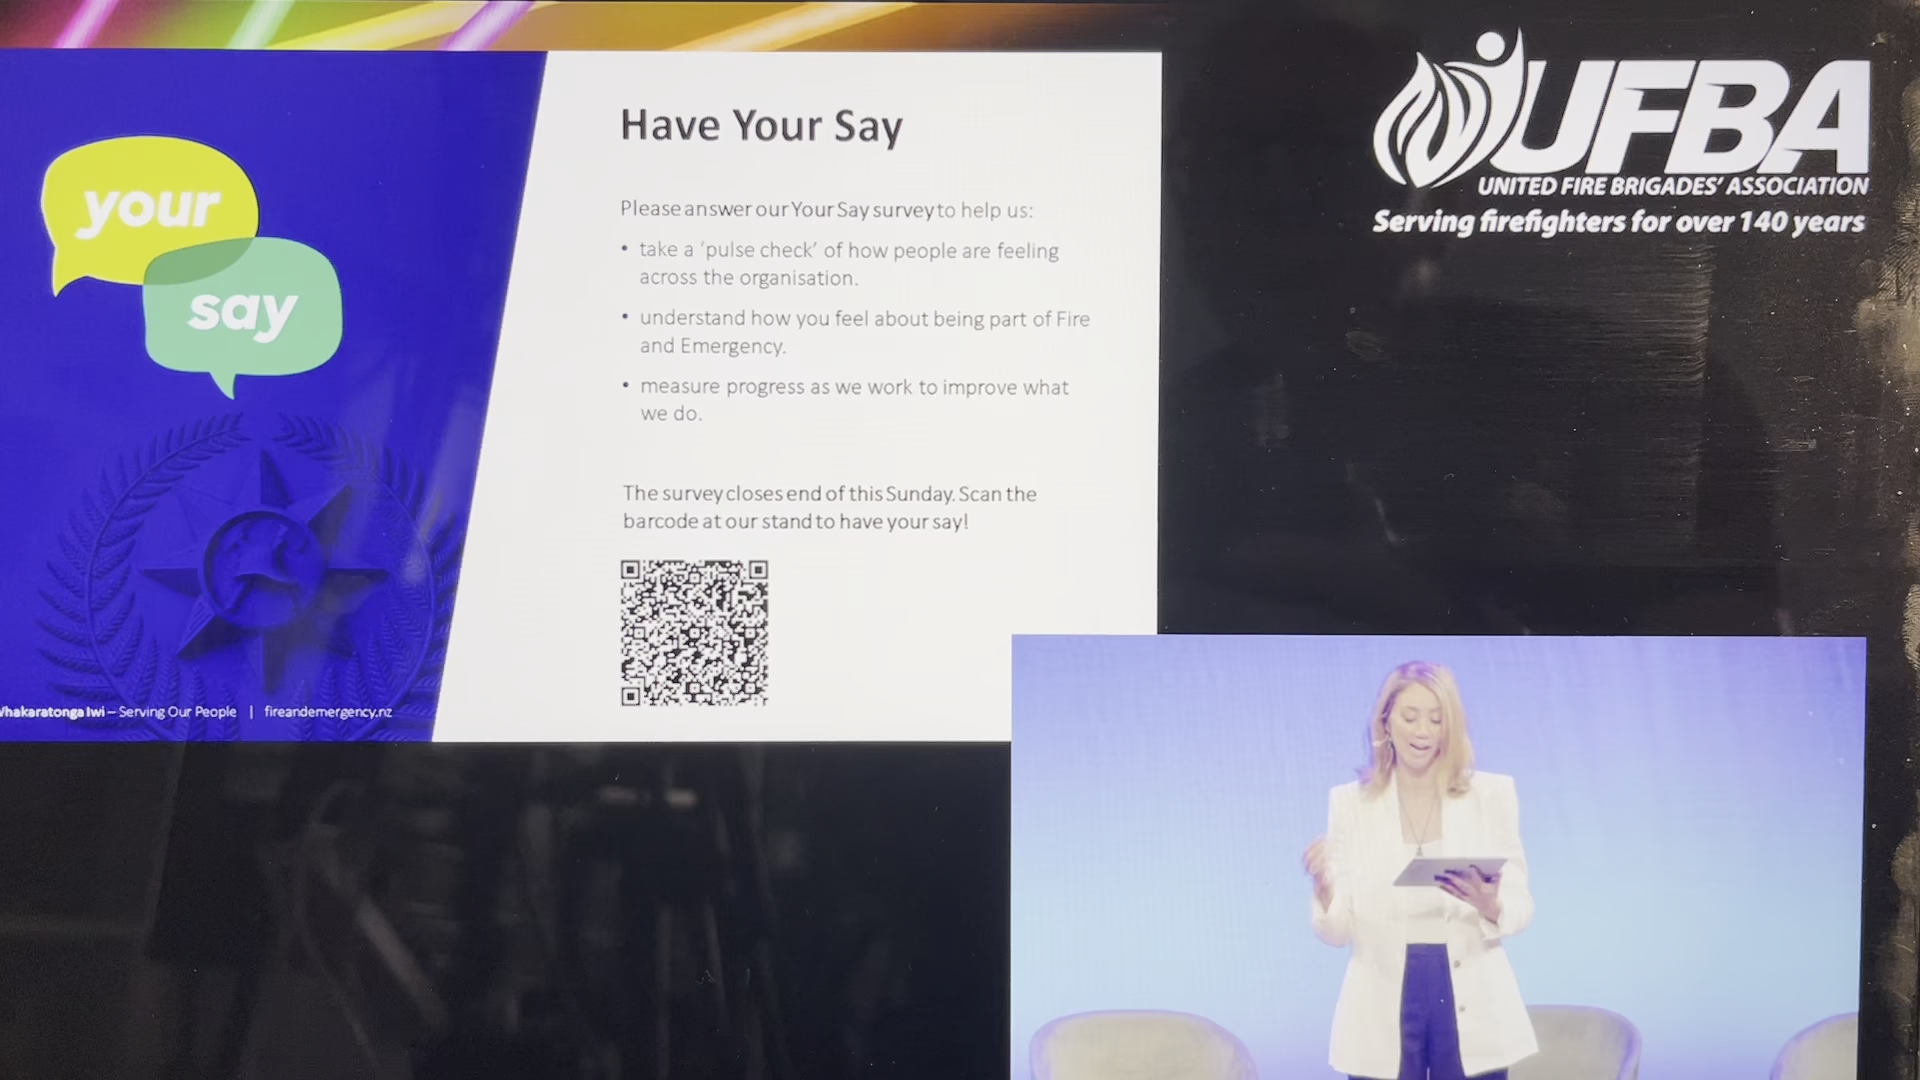 your
say
Have Your Say
Please answer our Your Say survey to help us:
• take a ‘pulse check’ of how people are feeling
across the organisation.
• understand how you feel about being part of Fire
and Emergency.
• measure progress as we work to improve what
we do.
The survey closes end of this Sunday. Scan the
barcode at our stand to have your say!
Whakaratonga Iwi – Serving Our People | fireandemergency.nz
UFBA
UNITED FIRE BRIGADES’ ASSOCIATION
Serving firefighters for over 140 years